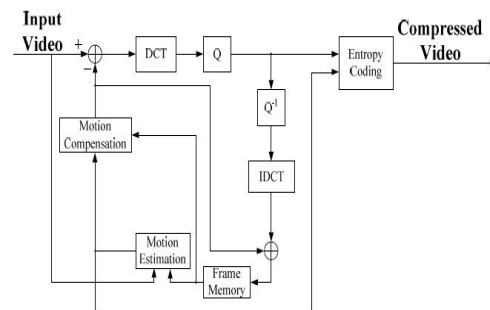 Input
Video
+
−
DCT
Q
Entropy
Coding
Compressed
Video
Q-1
Motion
Compensation
IDCT
Motion
Estimation
Frame
Memory